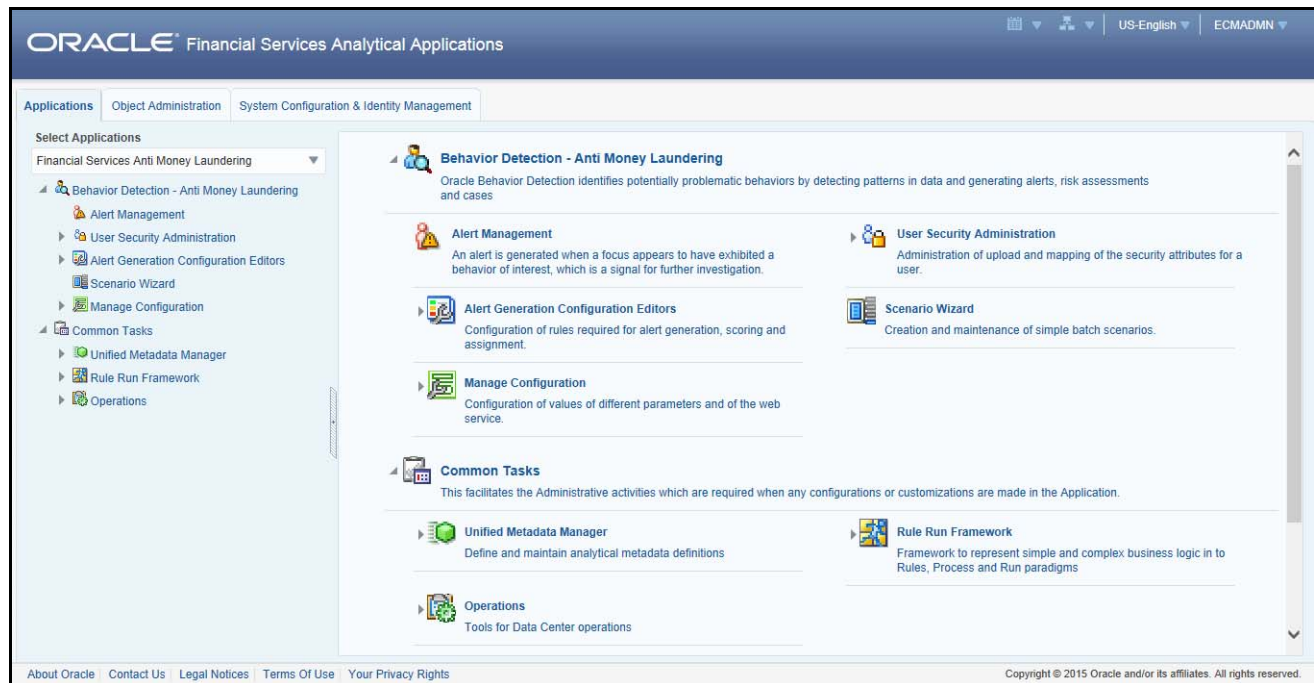 ORACLE® Financial Services Analytical Applications
US-English
ECMADMN
Applications
Object Administration
System Configuration & Identity Management
Select Applications
Financial Services Anti Money Laundering
Behavior Detection - Anti Money Laundering
Alert Management
User Security Administration
Alert Generation Configuration Editors
Scenario Wizard
Manage Configuration
Common Tasks
Unified Metadata Manager
Rule Run Framework
Operations
Behavior Detection - Anti Money Laundering
Oracle Behavior Detection identifies potentially problematic behaviors by detecting patterns in data and generating alerts, risk assessments
and cases
Alert Management
An alert is generated when a focus appears to have exhibited a
behavior of interest, which is a signal for further investigation.
User Security Administration
Administration of upload and mapping of the security attributes for a
user.
Alert Generation Configuration Editors
Configuration of rules required for alert generation, scoring and
assignment.
Scenario Wizard
Creation and maintenance of simple batch scenarios.
Manage Configuration
Configuration of values of different parameters and of the web
service.
Common Tasks
This facilitates the Administrative activities which are required when any configurations or customizations are made in the Application.
Unified Metadata Manager
Define and maintain analytical metadata definitions
Rule Run Framework
Framework to represent simple and complex business logic in to
Rules, Process and Run paradigms
Operations
Tools for Data Center operations
About Oracle
Contact Us
Legal Notices
Terms Of Use
Your Privacy Rights
Copyright © 2015 Oracle and/or its affiliates. All rights reserved.